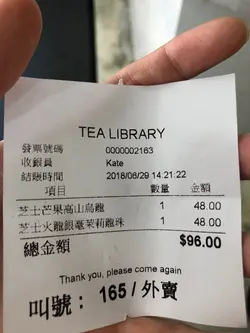 TEA LIBRARY
發票號碼 0000002163
收銀員 Kate
結賬時間 2018/06/29 14:21:22
項目 數量 金額
芝士芒果高山烏龍 1 48.00
芝士火龍銀毫茉莉龍珠 1 48.00
總金額 $96.00
Thank you, please come again
叫號： 165 / 外賣